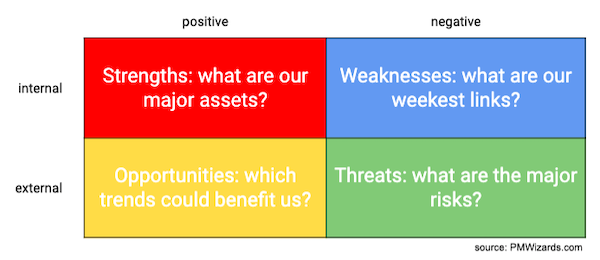 positive
negative
internal
Strengths: what are our
major assets?
Weaknesses: what are our
weekest links?
external
Opportunities: which
trends could benefit us?
Threats: what are the major
risks?
source: PMWizards.com